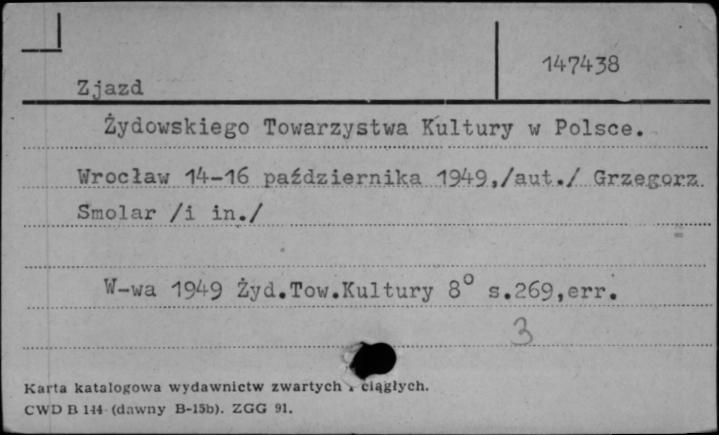 147438
Zjazd
Żydowskiego Towarzystwa Kultury w Polsce.
Wrocław 14-16 października 1949,/aut./ Grzegorz
Smolar /i in./
W-wa 1949 Żyd.Tow.Kultury 8° s.269,err.
3
Karta katalogowa wydawnictw zwartych i ciągłych.
CWD B 144 (dawny B-15b). ZGG 91.